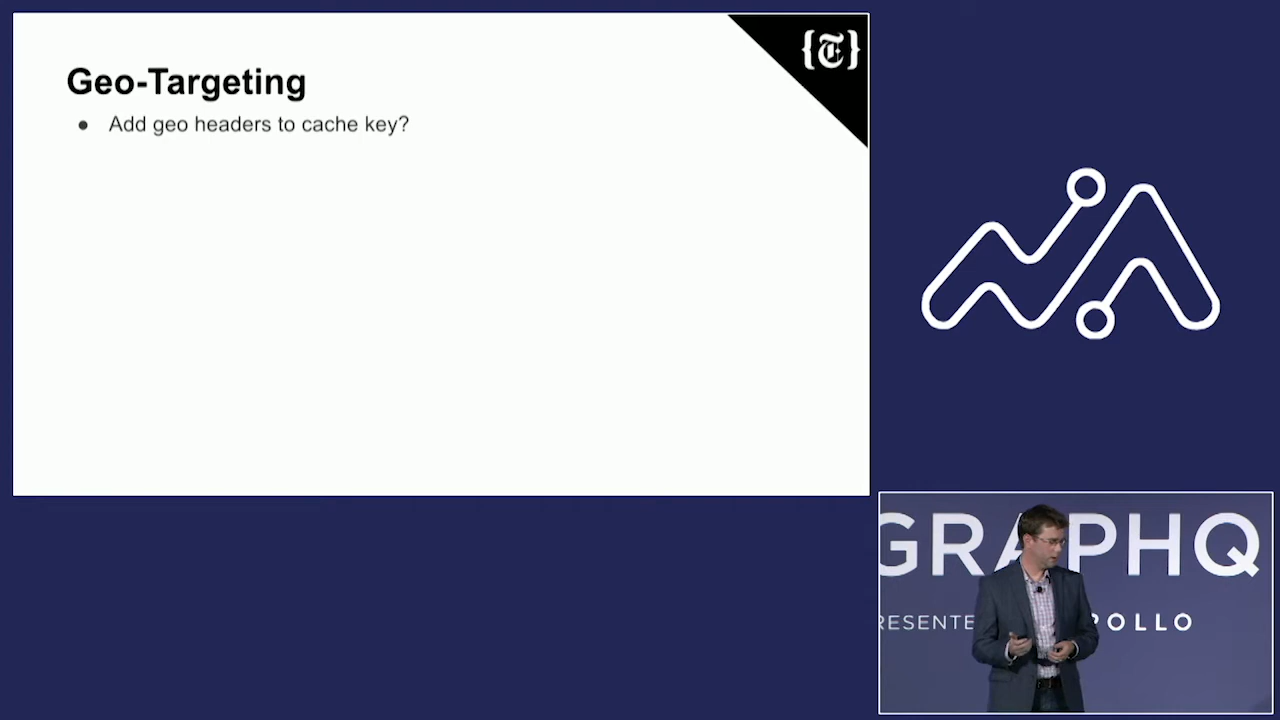 Geo-Targeting
● Add geo headers to cache key?
{T}
GRAPHQ
RESENTE
POLLO